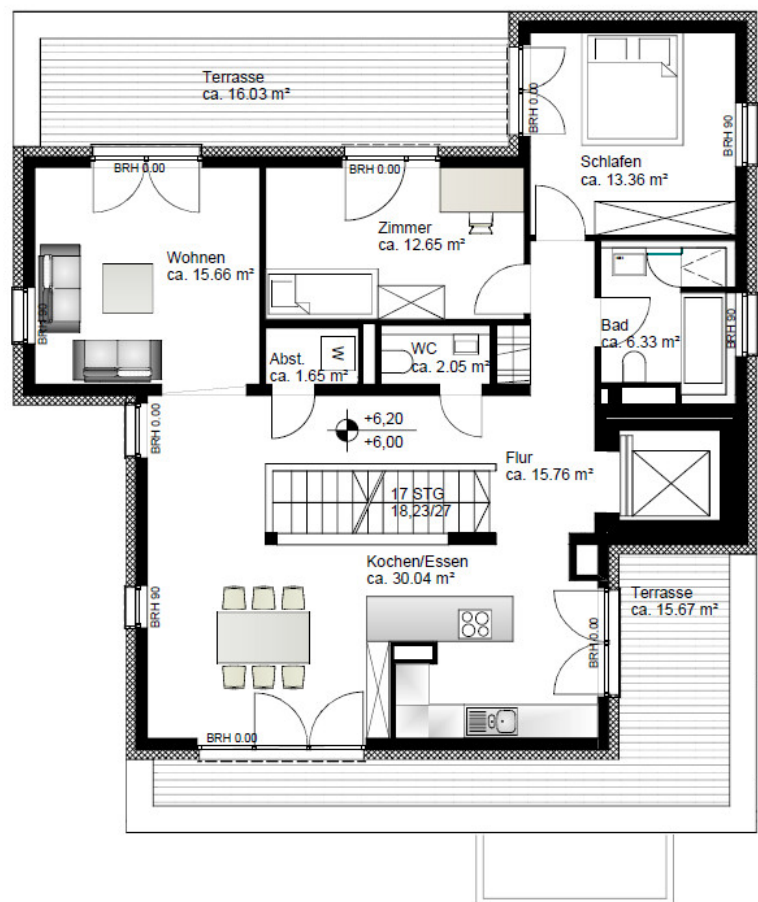 Terrasse
ca. 16.03 m²
BRH 0.00
BRH 90
Schlafen
ca. 13.36 m²
BRH 0.00
BRH 0.00
Zimmer
ca. 12.65 m²
Wohnen
ca. 15.66 m²
BRH 90
Bad
ca. 6.33 m²
BRH 90
Abst.
ca. 1.65 m²
W
WC
ca. 2.05 m²
BRH 0.00
+6,20
+6,00
Flur
ca. 15.76 m²
17 STG
18,23/27
Kochen/Essen
ca. 30.04 m²
BRH 90
Terrasse
ca. 15.67 m²
BRH 0.00
BRH 0.00